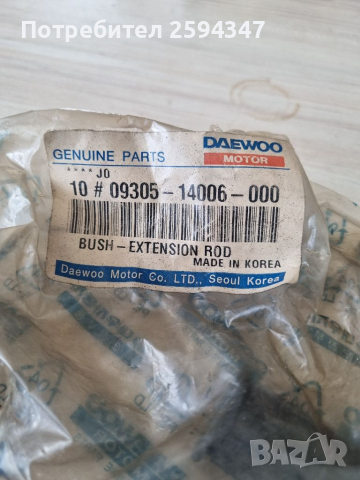 Потребител 2594347
DAEWOO
GENUINE PARTS MOTOR
****JO
10 # 09305-14006-000
BUSH-EXTENSION ROD
MADE IN KOREA
Daewoo Motor Co. LTD., Seoul Korea
BAZAR